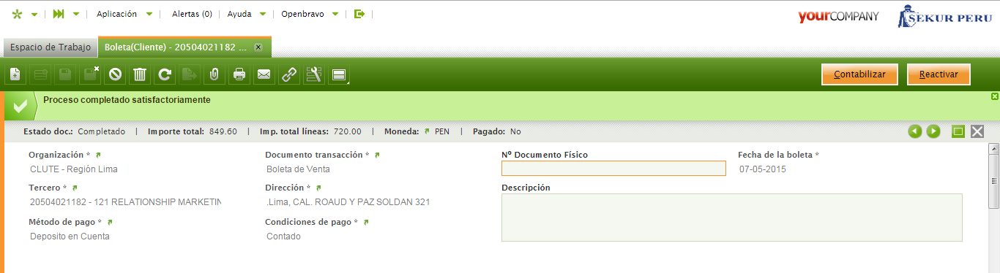 Aplicación
Alertas (0)
Ayuda
Openbravo
yourCOMPANY
SEKUR PERU
Espacio de Trabajo
Boleta(Cliente) - 20504021182 ...
Contabilizar
Reactivar
Proceso completado satisfactoriamente
Estado doc.: Completado | Importe total: 849.60 | Imp. total líneas: 720.00 | Moneda: PEN | Pagado: No
Organización *
CLUTE - Región Lima
Documento transacción *
Boleta de Venta
Nº Documento Físico
Fecha de la boleta *
07-05-2015
Tercero *
20504021182 - 121 RELATIONSHIP MARKETIN
Dirección *
.Lima, CAL. ROAUD Y PAZ SOLDAN 321
Descripción
Método de pago *
Deposito en Cuenta
Condiciones de pago *
Contado